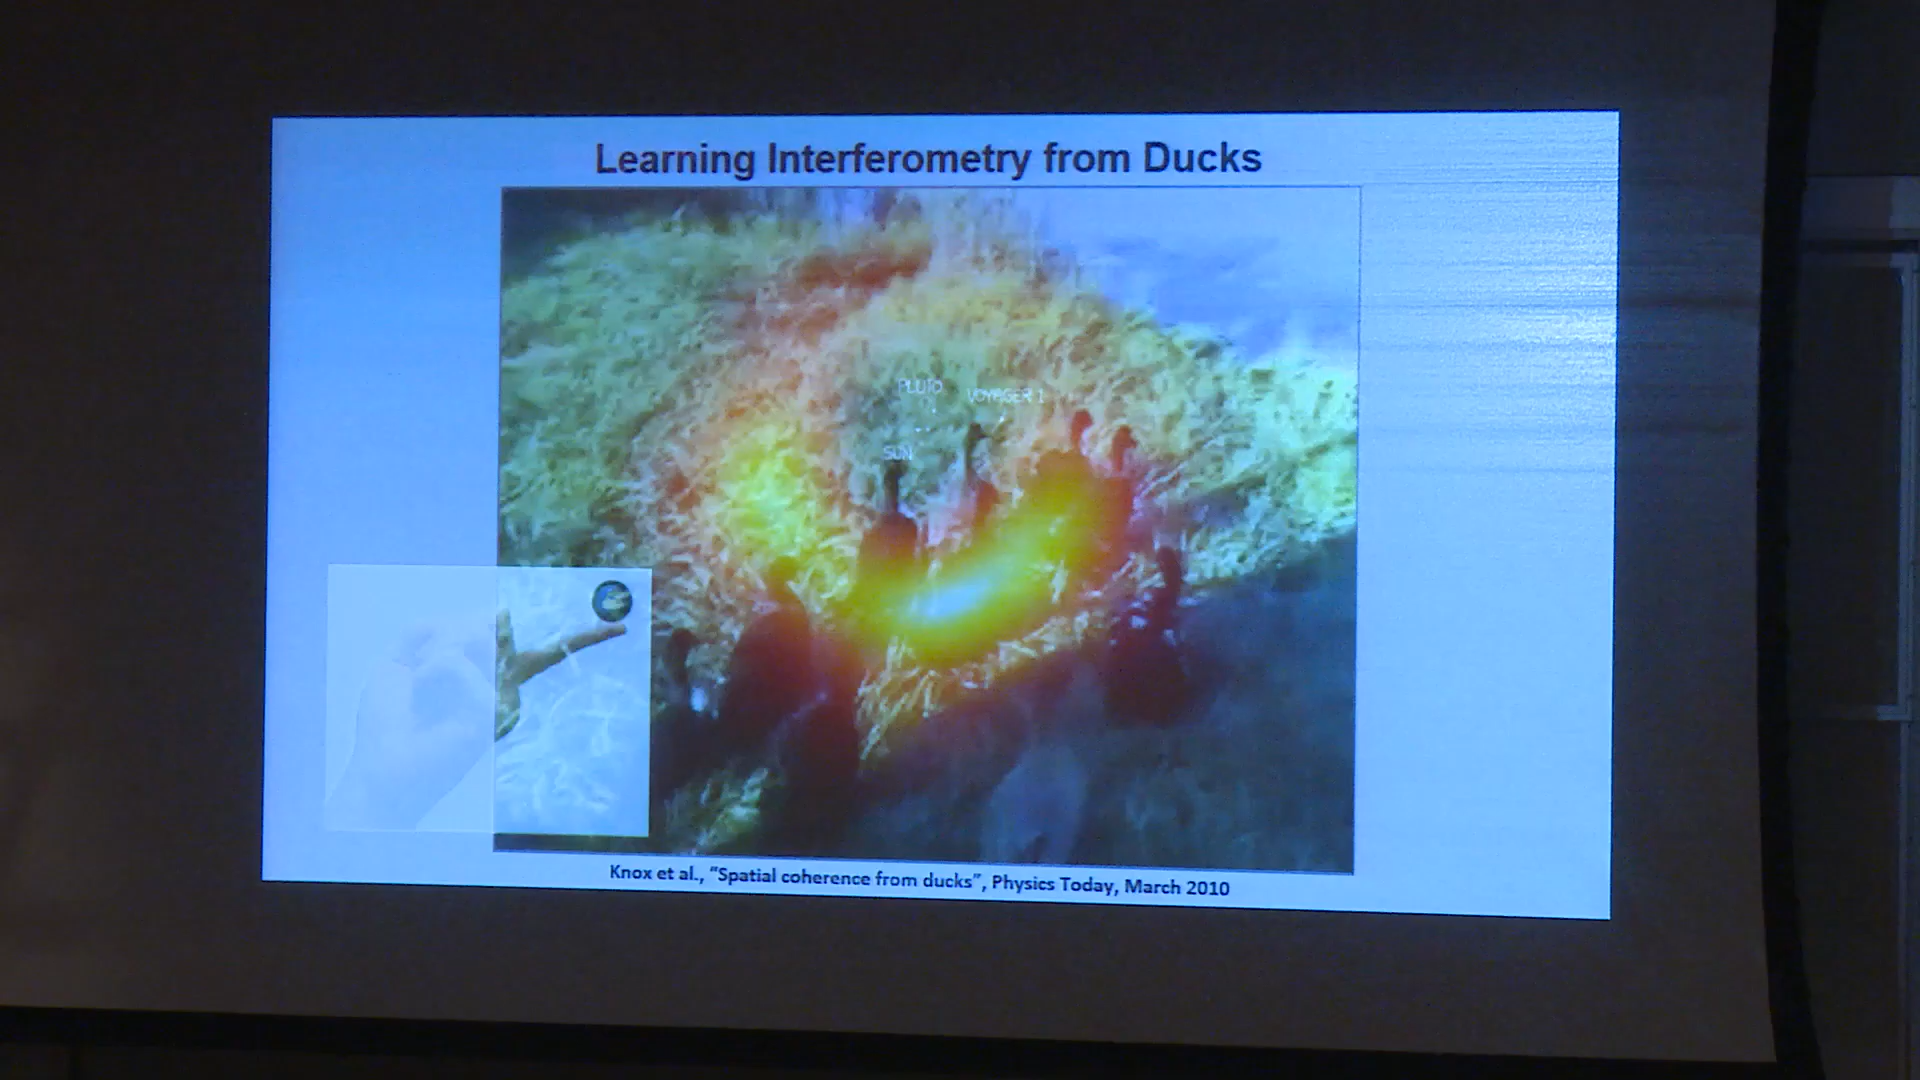 Learning Interferometry from Ducks
PLUTO
VOYAGER 1
SUN
Knox et al., "Spatial coherence from ducks", Physics Today, March 2010